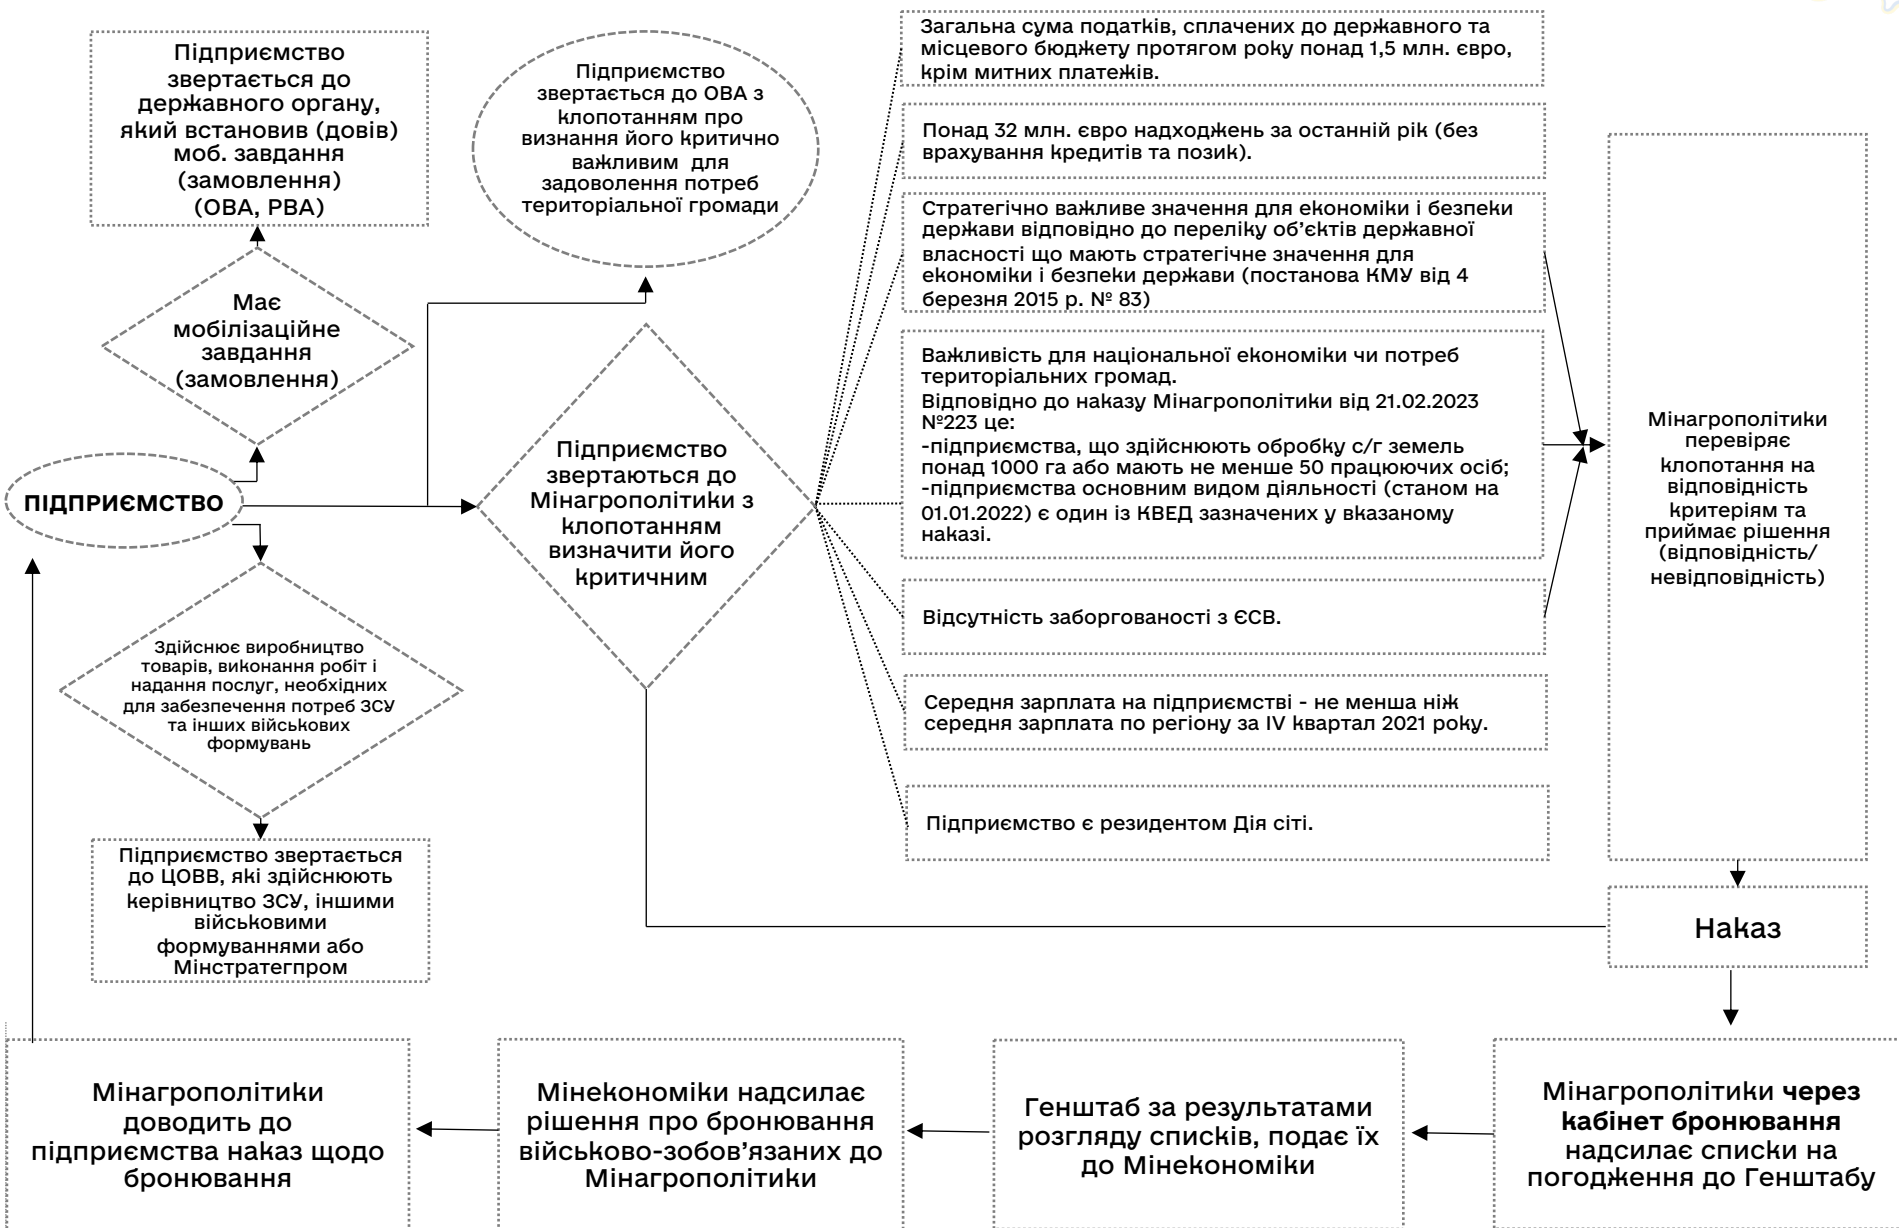 Підприємство
звертається до
державного органу,
який встановив (довів)
моб. завдання
(замовлення)
(ОВА, РВА)
Підприємство
звертається до ОВА з
клопотанням про
визнання його критично
важливим для
задоволення потреб
територіальної громади
Має
мобілізаційне
завдання
(замовлення)
ПІДПРИЄМСТВО
Здійснює виробництво
товарів, виконання робіт і
надання послуг, необхідних
для забезпечення потреб ЗСУ
та інших військових
формувань
Підприємство звертається
до ЦОВВ, які здійснюють
керівництво ЗСУ, іншими
військовими
формуваннями або
Мінстратегпром
Підприємство
звертаються до
Мінагрополітики з
клопотанням
визначити його
критичним
Загальна сума податків, сплачених до державного та
місцевого бюджету протягом року понад 1,5 млн. євро,
крім митних платежів.
Понад 32 млн. євро надходжень за останній рік (без
врахування кредитів та позик).
Стратегічно важливе значення для економіки і безпеки
держави відповідно до переліку об’єктів державної
власності що мають стратегічне значення для
економіки і безпеки держави (постанова КМУ від 4
березня 2015 р. № 83)
Важливість для національної економіки чи потреб
територіальних громад.
Відповідно до наказу Мінагрополітики від 21.02.2023
№223 це:
-підприємства, що здійснюють обробку с/г земель
понад 1000 га або мають не менше 50 працюючих осіб;
-підприємства основним видом діяльності (станом на
01.01.2022) є один із КВЕД зазначених у вказаному
наказі.
Відсутність заборгованості з ЄСВ.
Середня зарплата на підприємстві - не менша ніж
середня зарплата по регіону за IV квартал 2021 року.
Підприємство є резидентом Дія сіті.
Мінагрополітики
перевіряє
клопотання на
відповідність
критеріям та
приймає рішення
(відповідність/
невідповідність)
Наказ
Мінагрополітики через
кабінет бронювання
надсилає списки на
погодження до Генштабу
Генштаб за результатами
розгляду списків, подає їх
до Мінекономіки
Мінекономіки надсилає
рішення про бронювання
військово-зобов’язаних до
Мінагрополітики
Мінагрополітики
доводить до
підприємства наказ щодо
бронювання